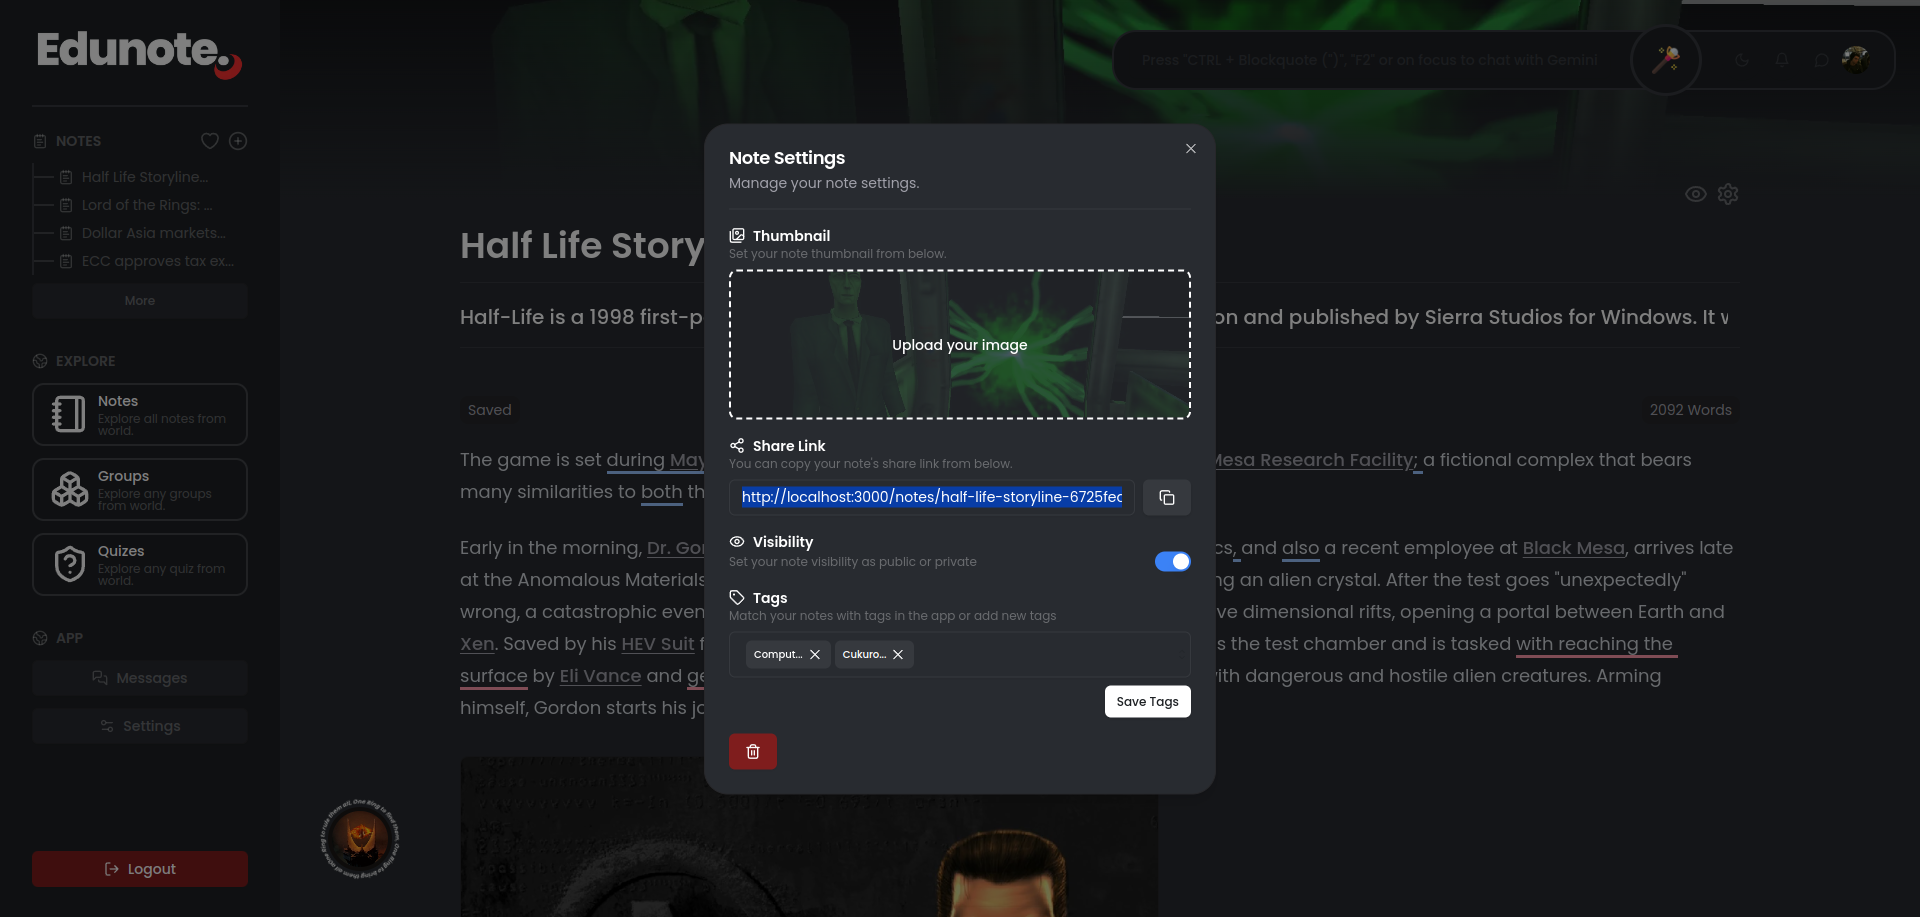 Edunote.
Press "CTRL + Blockquote (")", "F2" or on focus to chat with Gemini
NOTES
Half Life Storyline...
Lord of the Rings: ...
Dollar Asia markets...
ECC approves tax ex...
More
EXPLORE
Notes
Explore all notes from
world.
Groups
Explore any groups
from world.
Quizes
Explore any quiz from
world.
APP
Messages
Settings
Logout
Half Life Story
Half-Life is a 1998 first-p
on and published by Sierra Studios for Windows. It w
Saved
2092 Words
The game is set during May
Mesa Research Facility; a fictional complex that bears
many similarities to both th
Early in the morning, Dr. Gor
cs, and also a recent employee at Black Mesa, arrives late
at the Anomalous Materials
ng an alien crystal. After the test goes "unexpectedly"
wrong, a catastrophic even
ve dimensional rifts, opening a portal between Earth and
Xen. Saved by his HEV Suit f
s the test chamber and is tasked with reaching the
surface by Eli Vance and ge
ith dangerous and hostile alien creatures. Arming
himself, Gordon starts his jo
Note Settings
Manage your note settings.
Thumbnail
Set your note thumbnail from below.
Upload your image
Share Link
You can copy your note's share link from below.
http://localhost:3000/notes/half-life-storyline-6725fec
Visibility
Set your note visibility as public or private
Tags
Match your notes with tags in the app or add new tags
Comput...
Cukuro...
Save Tags